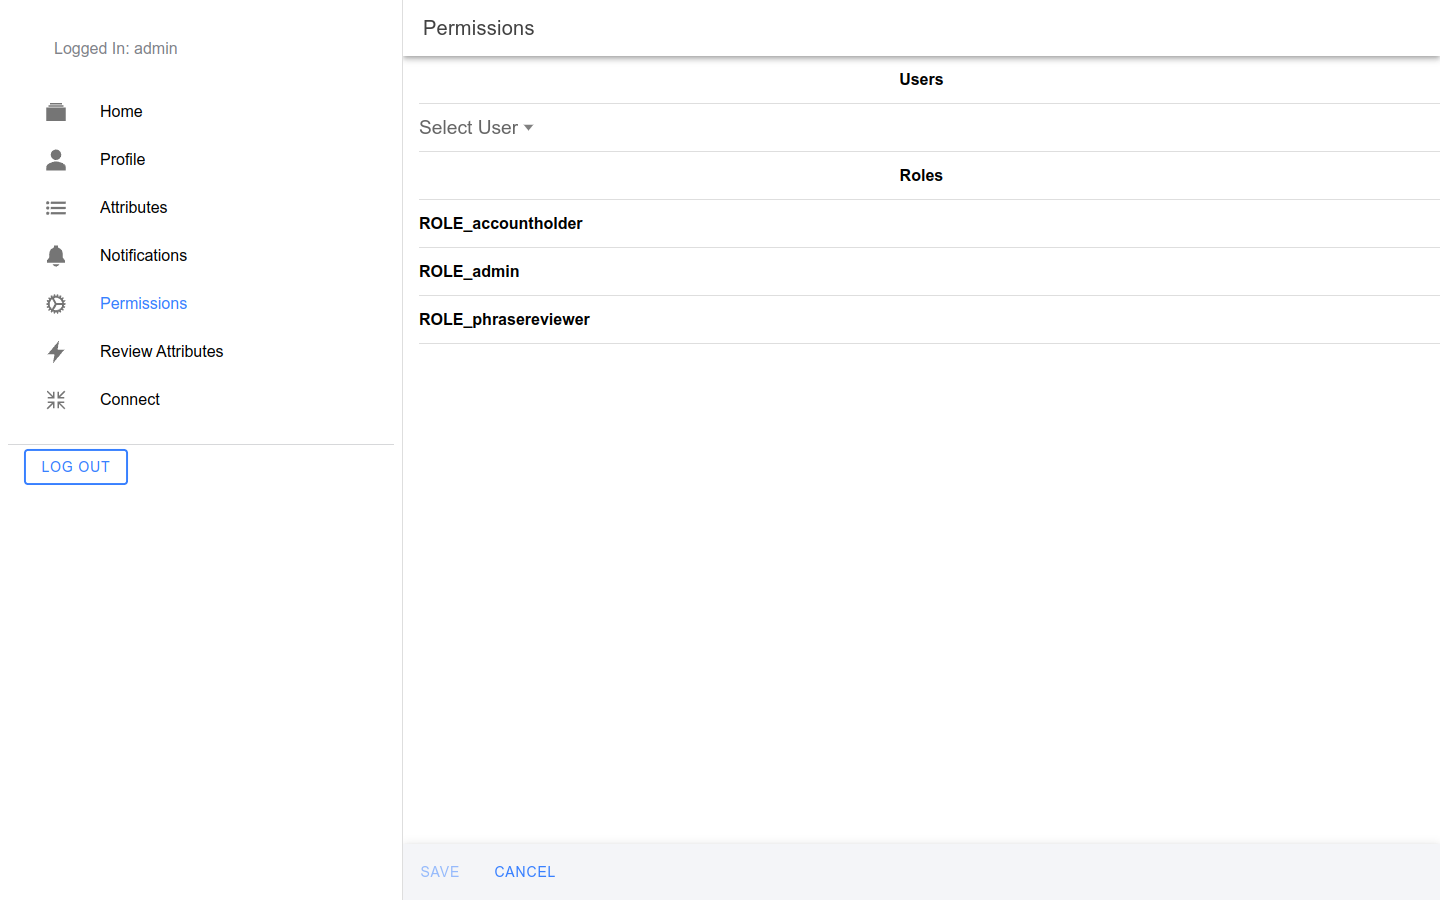 Logged In: admin
Home
Profile
Attributes
Notifications
Permissions
Review Attributes
Connect
LOG OUT
Permissions
Users
Select User
Roles
ROLE_accountholder
ROLE_admin
ROLE_phrasereviewer
SAVE CANCEL